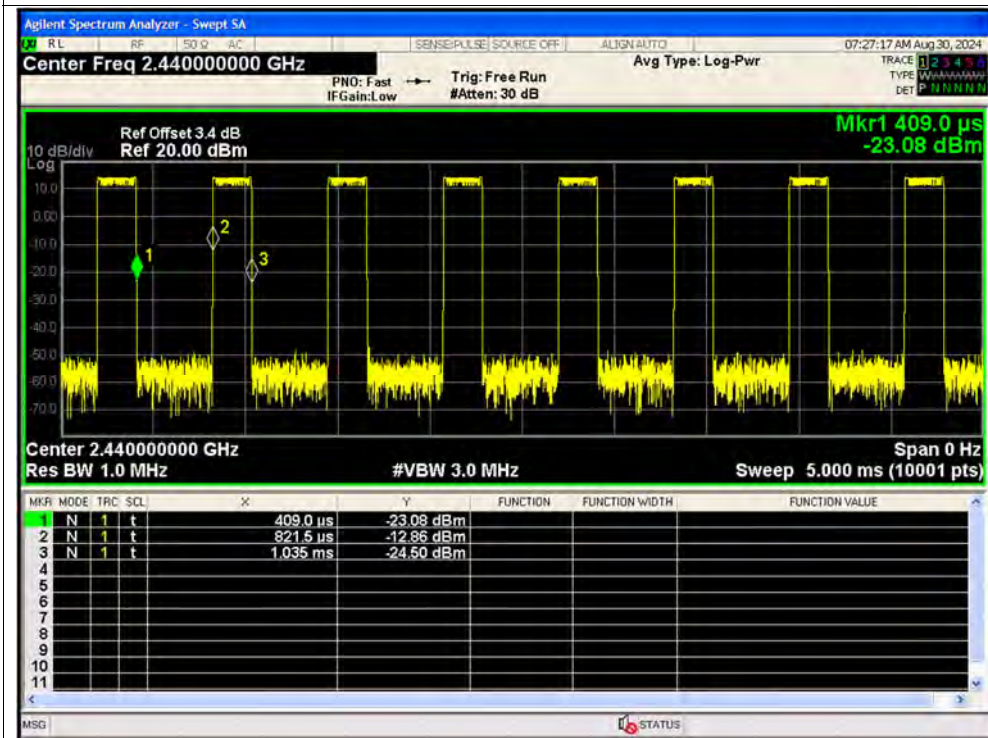 Agilent Spectrum Analyzer - Swept SA
RL RF 50 Ω AC SENSE:PULSE SOURCE OFF ALIGN AUTO 07:27:17 AM Aug 30, 2024
Center Freq 2.440000000 GHz Avg Type: Log-Pwr TRACE 1 2 3 4 5 6
PNO: Fast Trig: Free Run TYPE W
IFGain:Low #Atten: 30 dB DET P N N N N N
Mkr1 409.0 µs
Ref Offset 3.4 dB
10 dB/div Ref 20.00 dBm -23.08 dBm
Log
10.0
0.00
-10.0
-20.0
-30.0
-40.0
-50.0
-60.0
-70.0
1
2
3
Center 2.440000000 GHz Span 0 Hz
Res BW 1.0 MHz #VBW 3.0 MHz Sweep 5.000 ms (10001 pts)
MKR MODE TRC SCL X Y FUNCTION FUNCTION WIDTH FUNCTION VALUE
1 N 1 t 409.0 µs -23.08 dBm
2 N 1 t 821.5 µs -12.86 dBm
3 N 1 t 1.035 ms -24.50 dBm
4
5
6
7
8
9
10
11
MSG STATUS